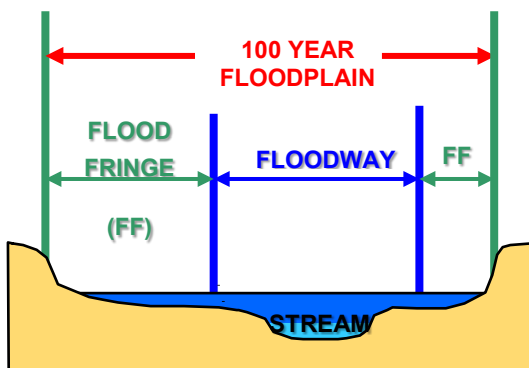 100 YEAR
FLOODPLAIN
FLOOD
FRINGE
(FF)
FLOODWAY
FF
STREAM